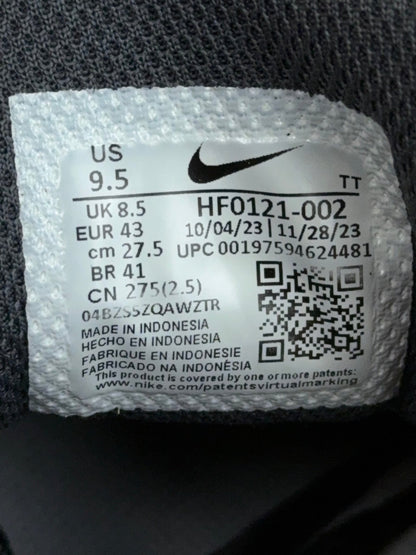 US
9.5
TT
UK 8.5
HF0121-002
EUR 43
10/04/23 | 11/28/23
cm 27.5
UPC 00197594624481
BR 41
CN 275(2.5)
04BZS5ZQAWZTR
MADE IN INDONESIA
HECHO EN INDONESIA
FABRIQUE EN INDONESIE
FABRICADO NA INDONÉSIA
This product is covered by one or more patents:
www.nike.com/patentsvirtualmarking